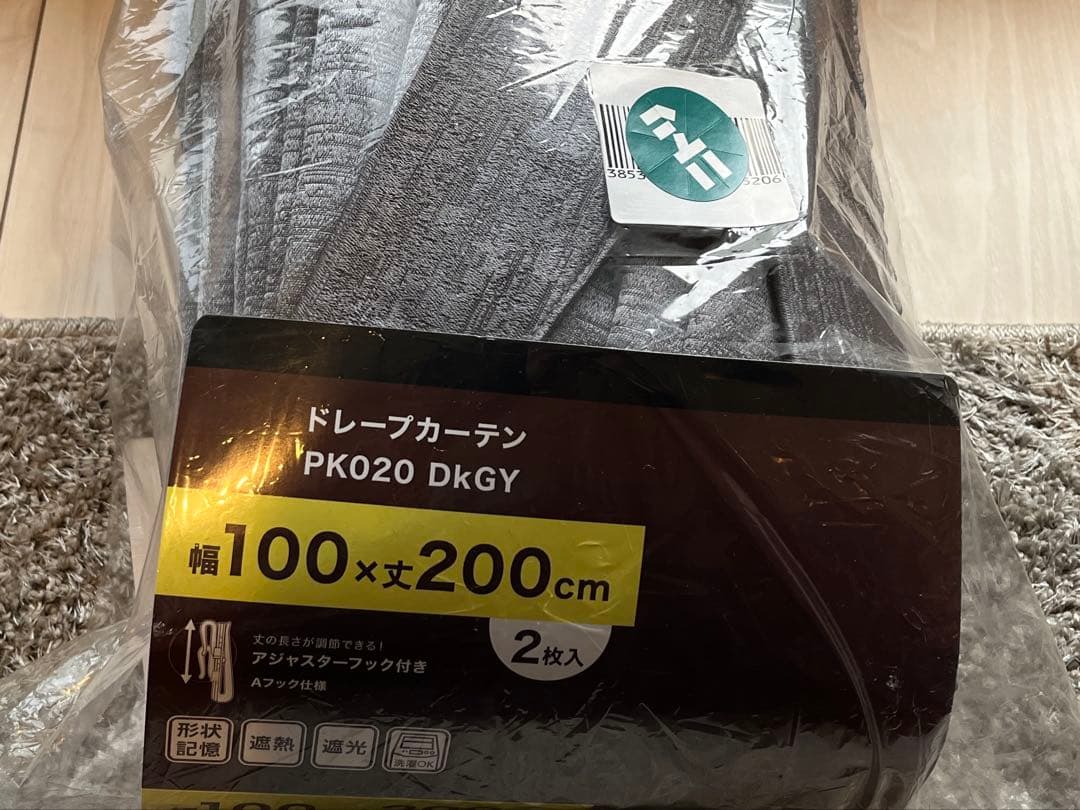 ニトリ
3853
5206
ドレープカーテン
PK020 DkGY
幅100×丈200cm
2枚入
丈の長さが調節できる!
アジャスターフック付き
Aフック仕様
形状記憶
遮熱
遮光
洗濯OK